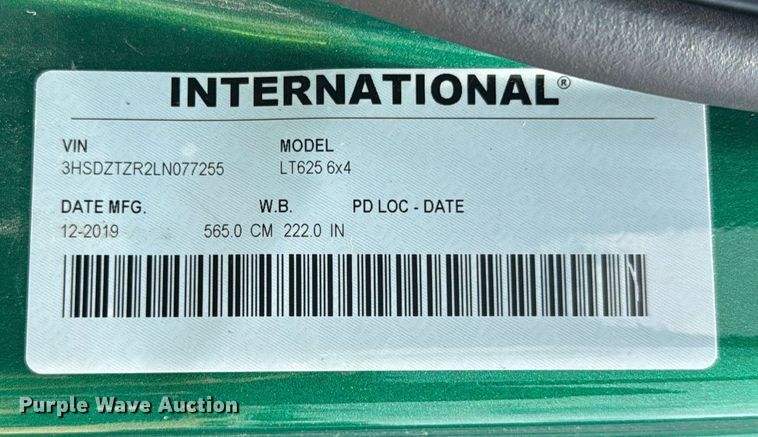 INTERNATIONAL®
VIN MODEL
3HSDZTZR2LN077255 LT625 6x4
DATE MFG. W.B. PD LOC - DATE
12-2019 565.0 CM 222.0 IN
Purple Wave Auction